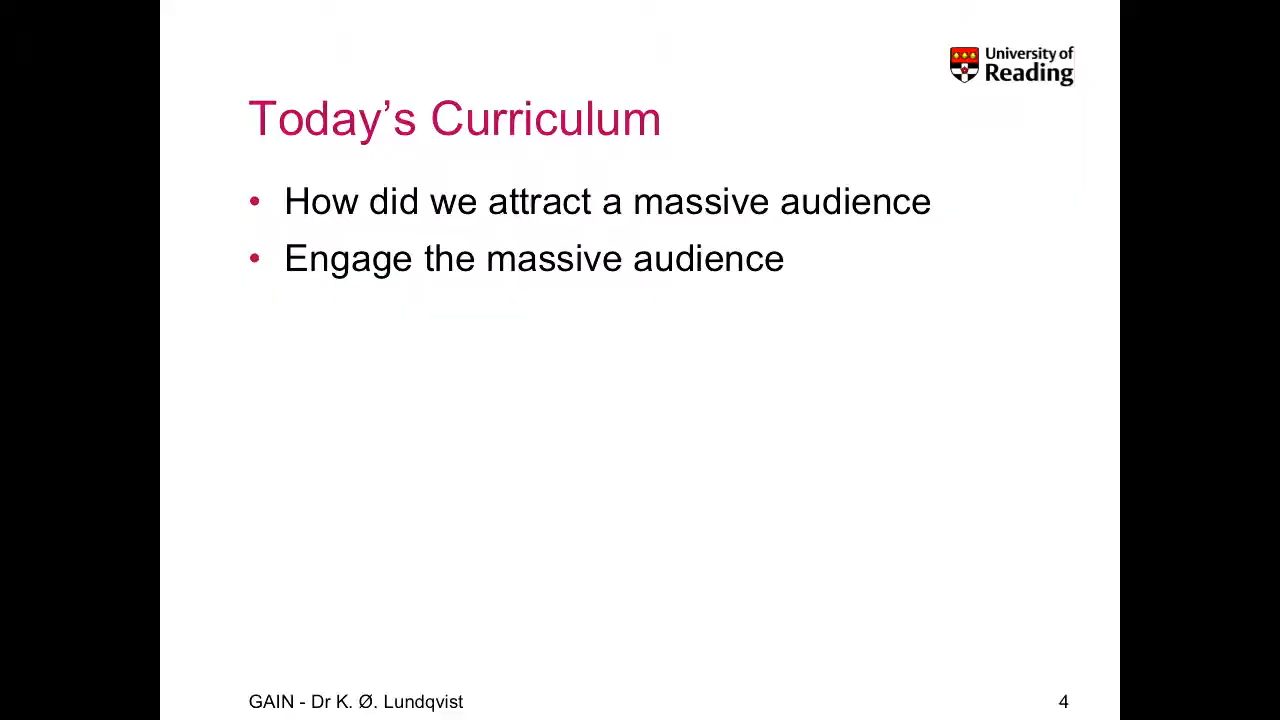 University of
Reading
Today’s Curriculum
• How did we attract a massive audience
• Engage the massive audience
GAIN - Dr K. Ø. Lundqvist
4